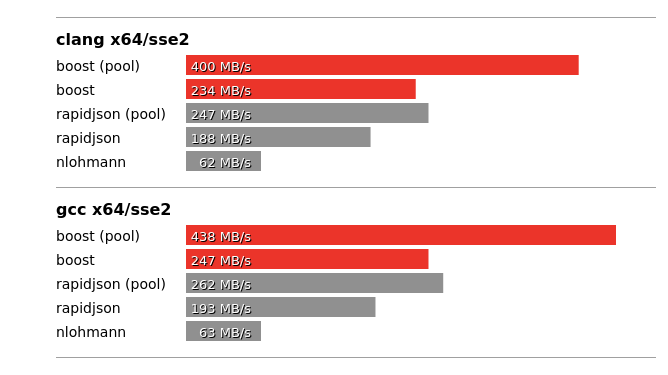 clang x64/sse2
boost (pool) 400 MB/s
boost 234 MB/s
rapidjson (pool) 247 MB/s
rapidjson 188 MB/s
nlohmann 62 MB/s
gcc x64/sse2
boost (pool) 438 MB/s
boost 247 MB/s
rapidjson (pool) 262 MB/s
rapidjson 193 MB/s
nlohmann 63 MB/s